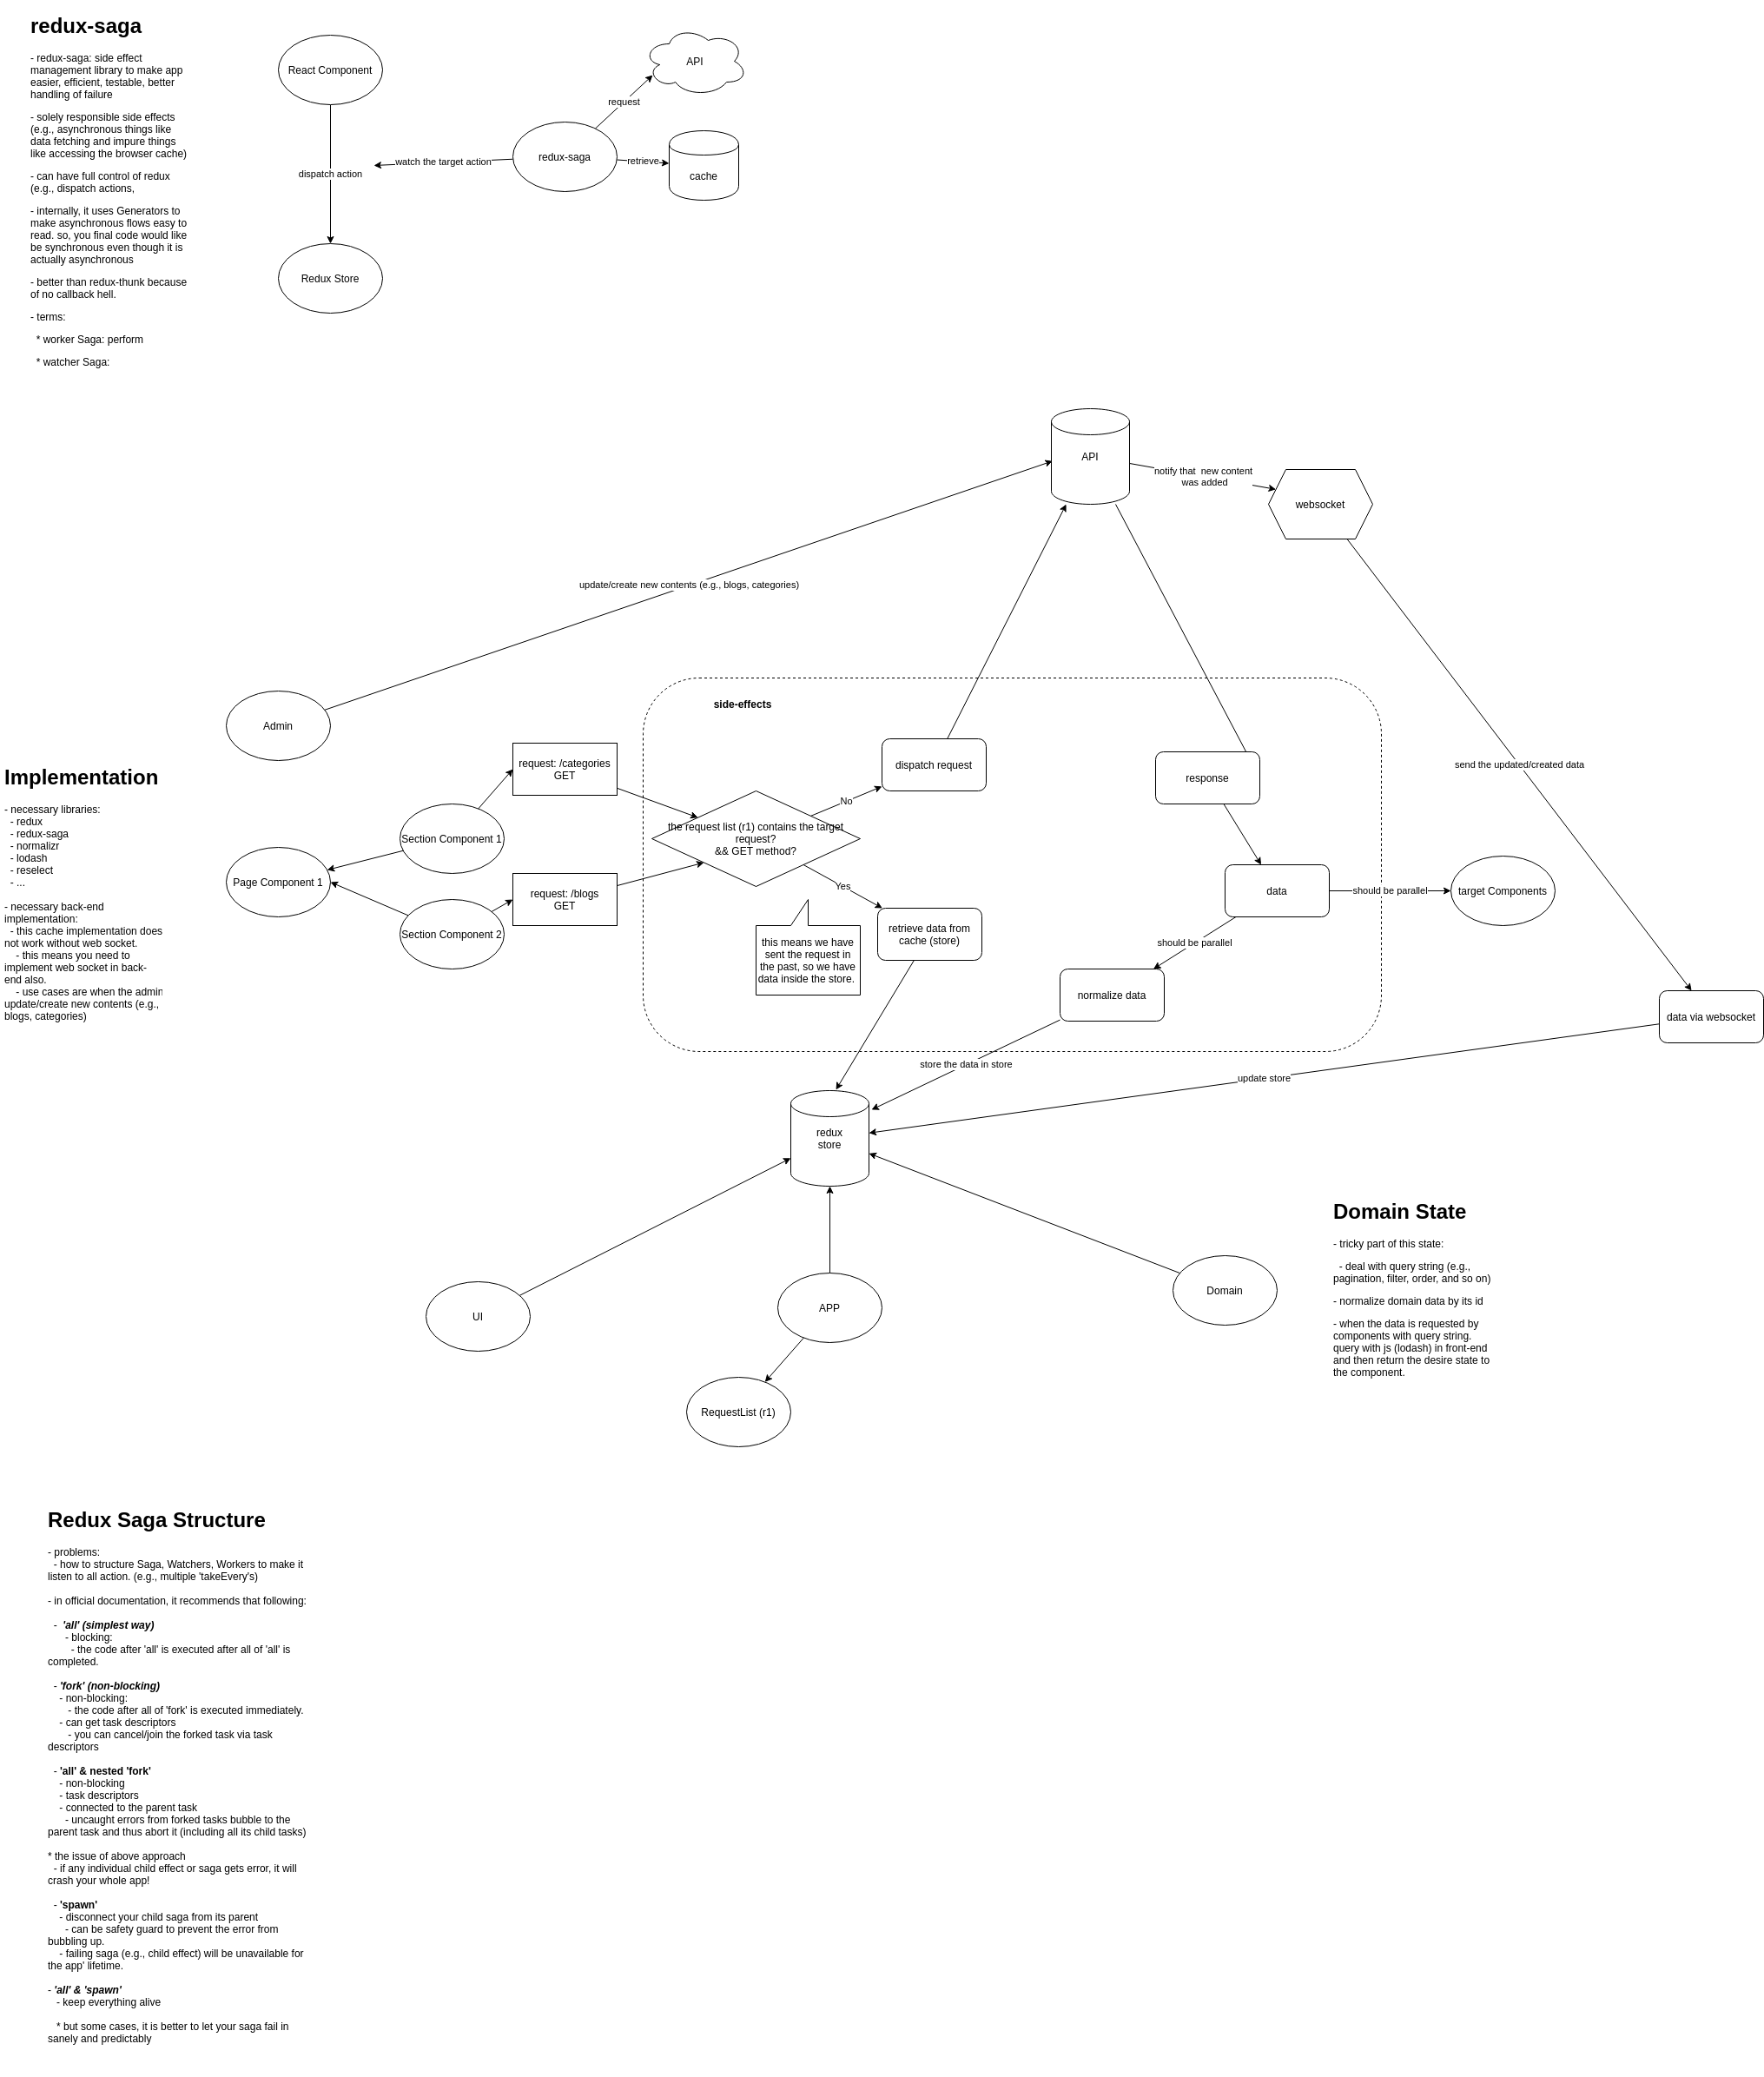 redux-saga
- redux-saga: side effect
management library to make app
easier, efficient, testable, better
handling of failure
- solely responsible side effects
(e.g., asynchronous things like
data fetching and impure things
like accessing the browser cache)
- can have full control of redux
(e.g., dispatch actions,
- internally, it uses Generators to
make asynchronous flows easy to
read. so, you final code would like
be synchronous even though it is
actually asynchronous
- better than redux-thunk because
of no callback hell.
- terms:
* worker Saga: perform
* watcher Saga:
React Component
dispatch action
Redux Store
watch the target action
redux-saga
request
API
retrieve
cache
API
notify that  new content
was added
websocket
update/create new contents (e.g., blogs, categories)
Admin
side-effects
send the updated/created data
Implementation
- necessary libraries:
- redux
- redux-saga
- normalizr
- lodash
- reselect
- ...
- necessary back-end
implementation:
- this cache implementation does
not work without web socket.
- this means you need to
implement web socket in back-
end also.
- use cases are when the admin
update/create new contents (e.g.,
blogs, categories)
Page Component 1
Section Component 1
Section Component 2
request: /categories
GET
request: /blogs
GET
the request list (r1) contains the target
request?
&& GET method?
No
dispatch request
Yes
retrieve data from
cache (store)
this means we have
sent the request in
the past, so we have
data inside the store.
response
data
should be parallel
target Components
should be parallel
normalize data
store the data in store
data via websocket
update store
redux
store
UI
APP
Domain
RequestList (r1)
Domain State
- tricky part of this state:
- deal with query string (e.g.,
pagination, filter, order, and so on)
- normalize domain data by its id
- when the data is requested by
components with query string.
query with js (lodash) in front-end
and then return the desire state to
the component.
Redux Saga Structure
- problems:
- how to structure Saga, Watchers, Workers to make it
listen to all action. (e.g., multiple 'takeEvery's)
- in official documentation, it recommends that following:
- 'all' (simplest way)
- blocking:
- the code after 'all' is executed after all of 'all' is
completed.
- 'fork' (non-blocking)
- non-blocking:
- the code after all of 'fork' is executed immediately.
- can get task descriptors
- you can cancel/join the forked task via task
descriptors
- 'all' & nested 'fork'
- non-blocking
- task descriptors
- connected to the parent task
- uncaught errors from forked tasks bubble to the
parent task and thus abort it (including all its child tasks)
* the issue of above approach
- if any individual child effect or saga gets error, it will
crash your whole app!
- 'spawn'
- disconnect your child saga from its parent
- can be safety guard to prevent the error from
bubbling up.
- failing saga (e.g., child effect) will be unavailable for
the app' lifetime.
- 'all' & 'spawn'
- keep everything alive
* but some cases, it is better to let your saga fail in
sanely and predictably